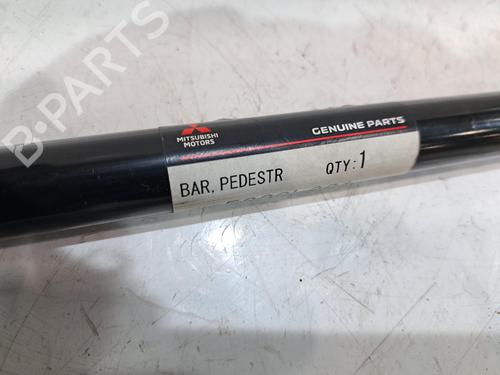 B-PARTS
MITSUBISHI
MOTORS
GENUINE PARTS
BAR, PEDESTR QTY:1